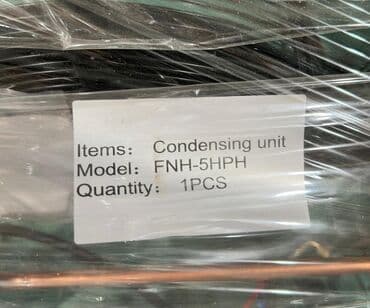 Items: Condensing unit
Model: FNH-5HPH
Quantity: 1PCS